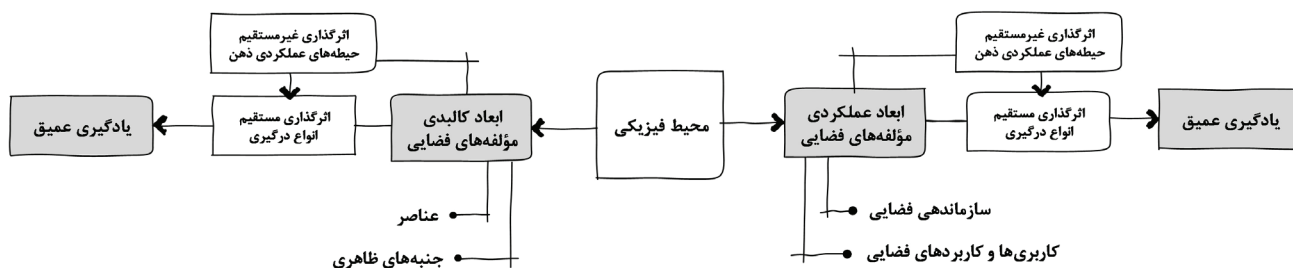 اثرگذاری غیرمستقیم
حیطه‌های عملکردی ذهن
اثرگذاری مستقیم
انواع درگیری
یادگیری عمیق
ابعاد عملکردی
مؤلفه‌های فضایی
سازماندهی فضایی
کاربری‌ها و کاربردهای فضایی
محیط فیزیکی
اثرگذاری غیرمستقیم
حیطه‌های عملکردی ذهن
ابعاد کالبدی
مؤلفه‌های فضایی
اثرگذاری مستقیم
انواع درگیری
یادگیری عمیق
عناصر
جنبه‌های ظاهری